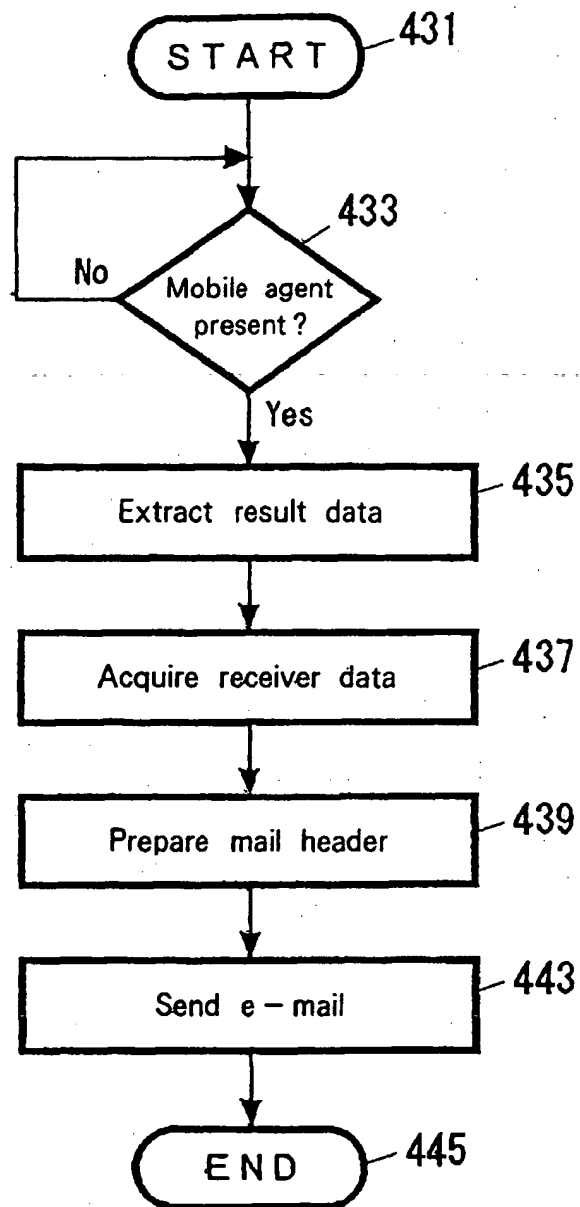 START
431
433
No
Mobile agent
present?
Yes
Extract result data
435
Acquire receiver data
437
Prepare mail header
439
Send e-mail
443
END
445